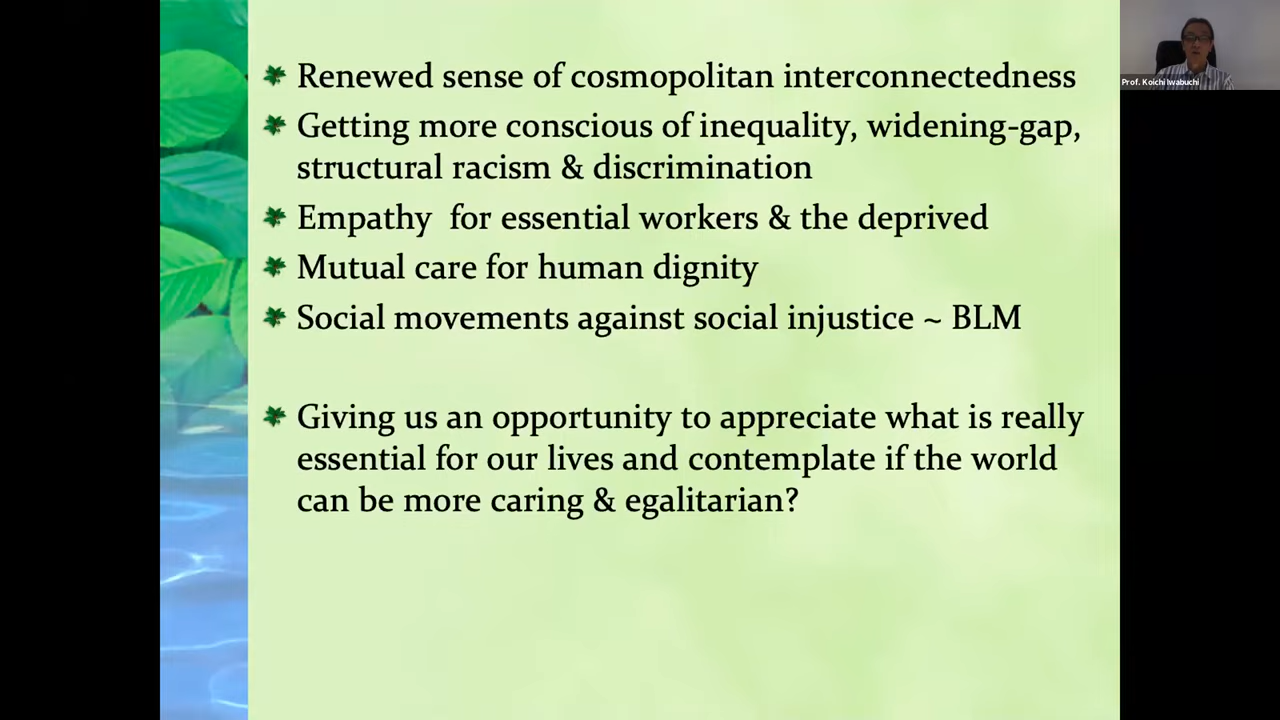 Renewed sense of cosmopolitan interconnectedness
Getting more conscious of inequality, widening-gap,
structural racism & discrimination
Empathy  for essential workers & the deprived
Mutual care for human dignity
Social movements against social injustice ~ BLM
Giving us an opportunity to appreciate what is really
essential for our lives and contemplate if the world
can be more caring & egalitarian?
Prof. Koichi Iwabuchi